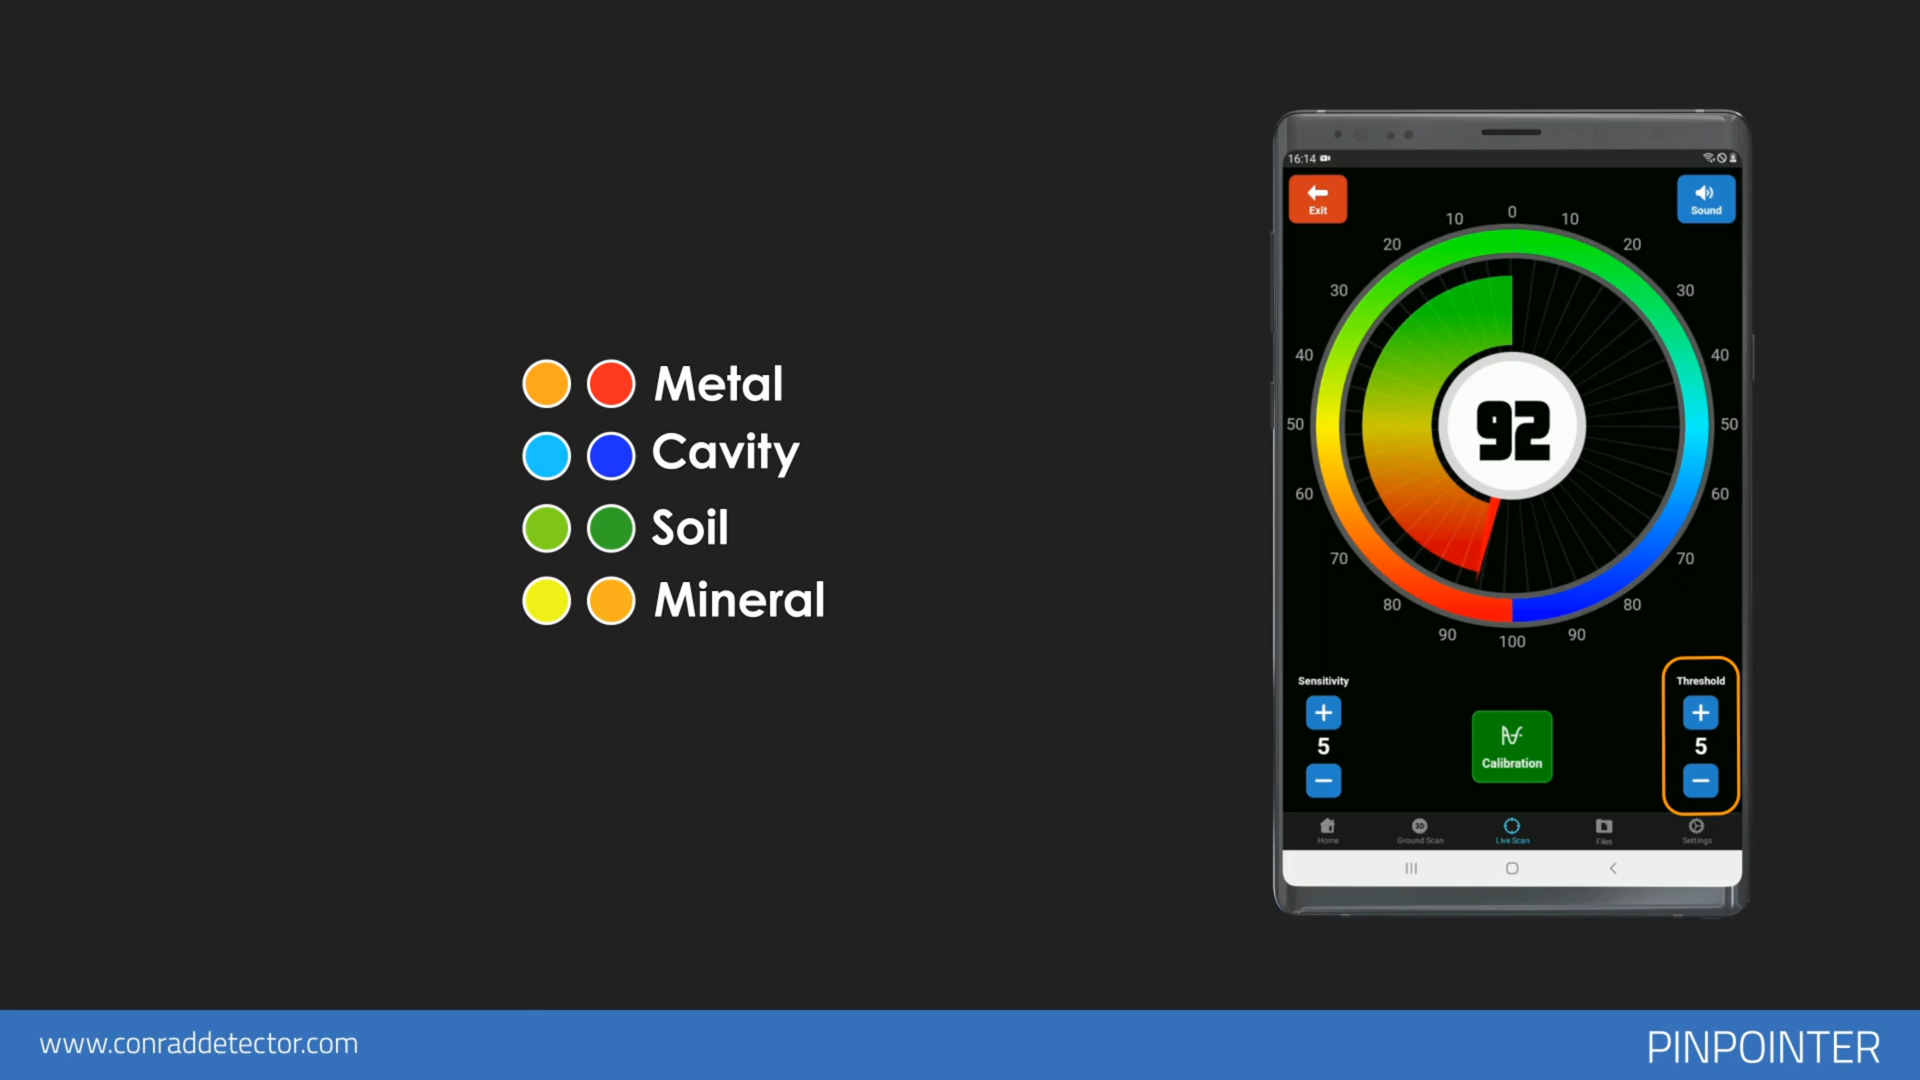 Metal
Cavity
Soil
Mineral
16:14
Exit
Sound
0
10 10
20 20
30 30
40 40
50 50
60 60
70 70
80 80
90 90
100
92
Sensitivity
+
5
−
Calibration
Threshold
+
5
−
Home
3D
Ground Scan
Live Scan
Files
Settings
www.conraddetector.com
PINPOINTER